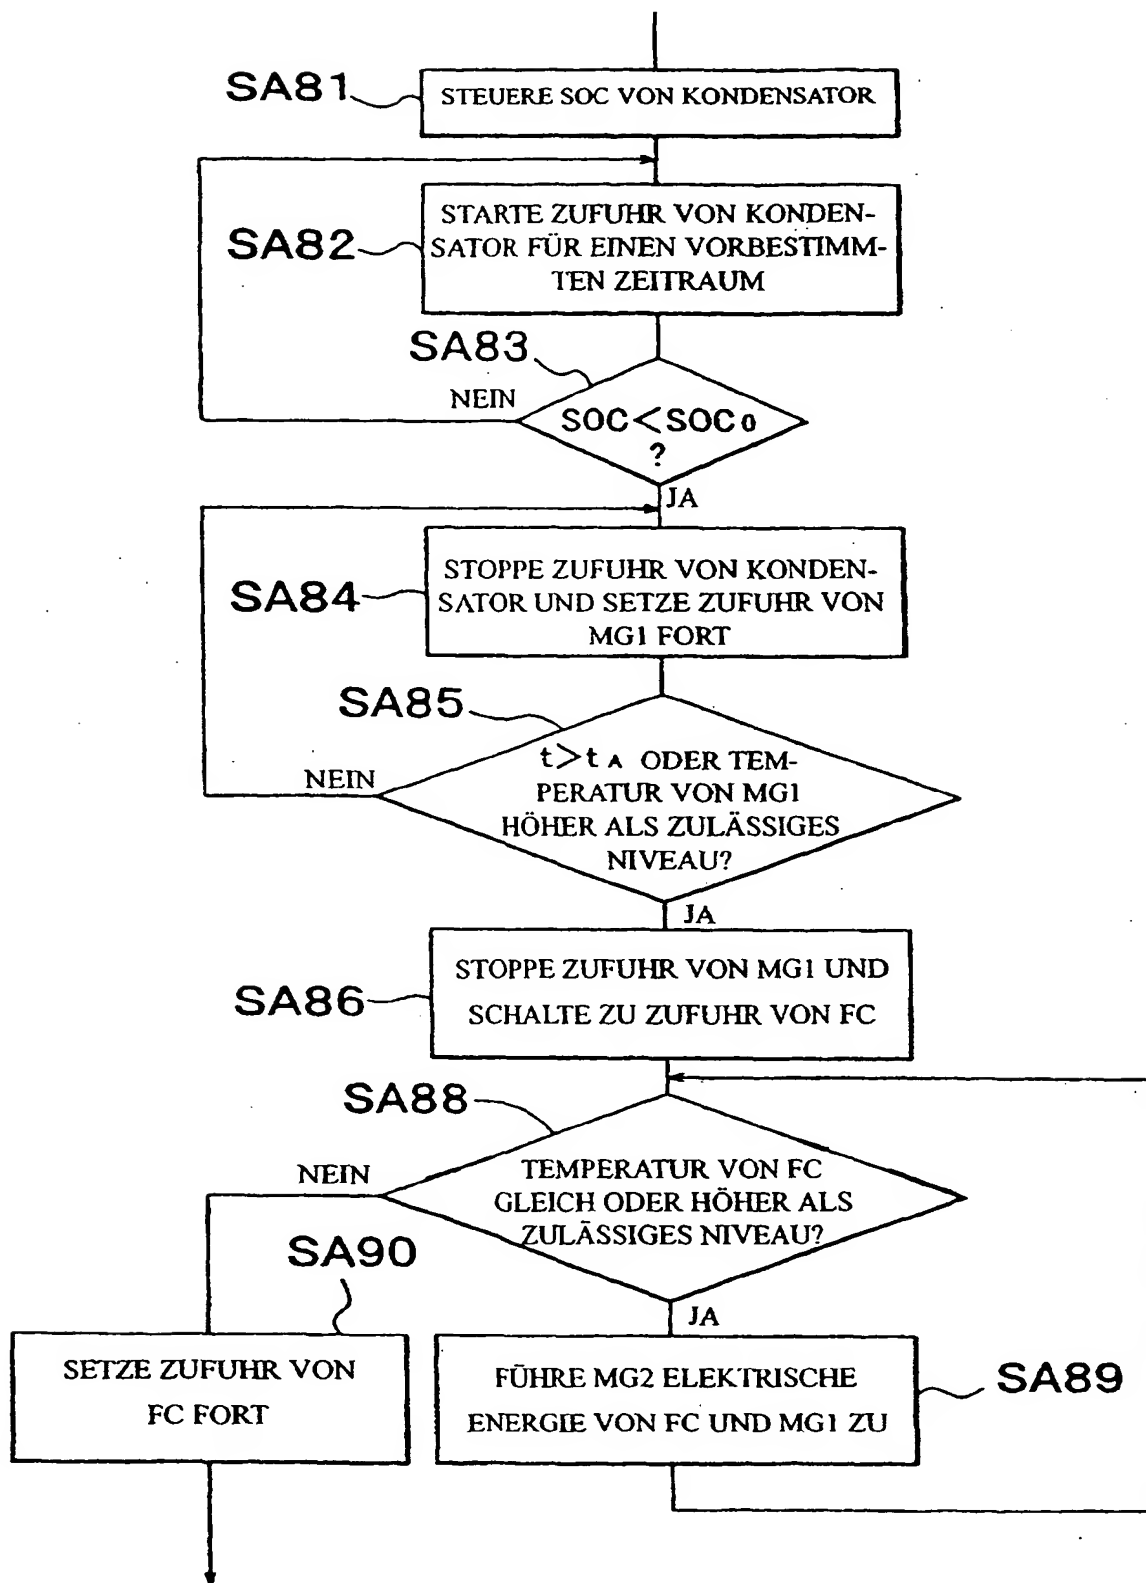 SA81
STEUERE SOC VON KONDENSATOR
SA82
STARTE ZUFUHR VON KONDEN-
SATOR FÜR EINEN VORBESTIMM-
TEN ZEITRAUM
SA83
NEIN
SOC<SOC0
?
JA
SA84
STOPPE ZUFUHR VON KONDEN-
SATOR UND SETZE ZUFUHR VON
MG1 FORT
SA85
NEIN
t>tA ODER TEM-
PERATUR VON MG1
HÖHER ALS ZULÄSSIGES
NIVEAU?
JA
SA86
STOPPE ZUFUHR VON MG1 UND
SCHALTE ZU ZUFUHR VON FC
SA88
NEIN
TEMPERATUR VON FC
GLEICH ODER HÖHER ALS
ZULÄSSIGES NIVEAU?
JA
SA90
SETZE ZUFUHR VON
FC FORT
FÜHRE MG2 ELEKTRISCHE
ENERGIE VON FC UND MG1 ZU
SA89